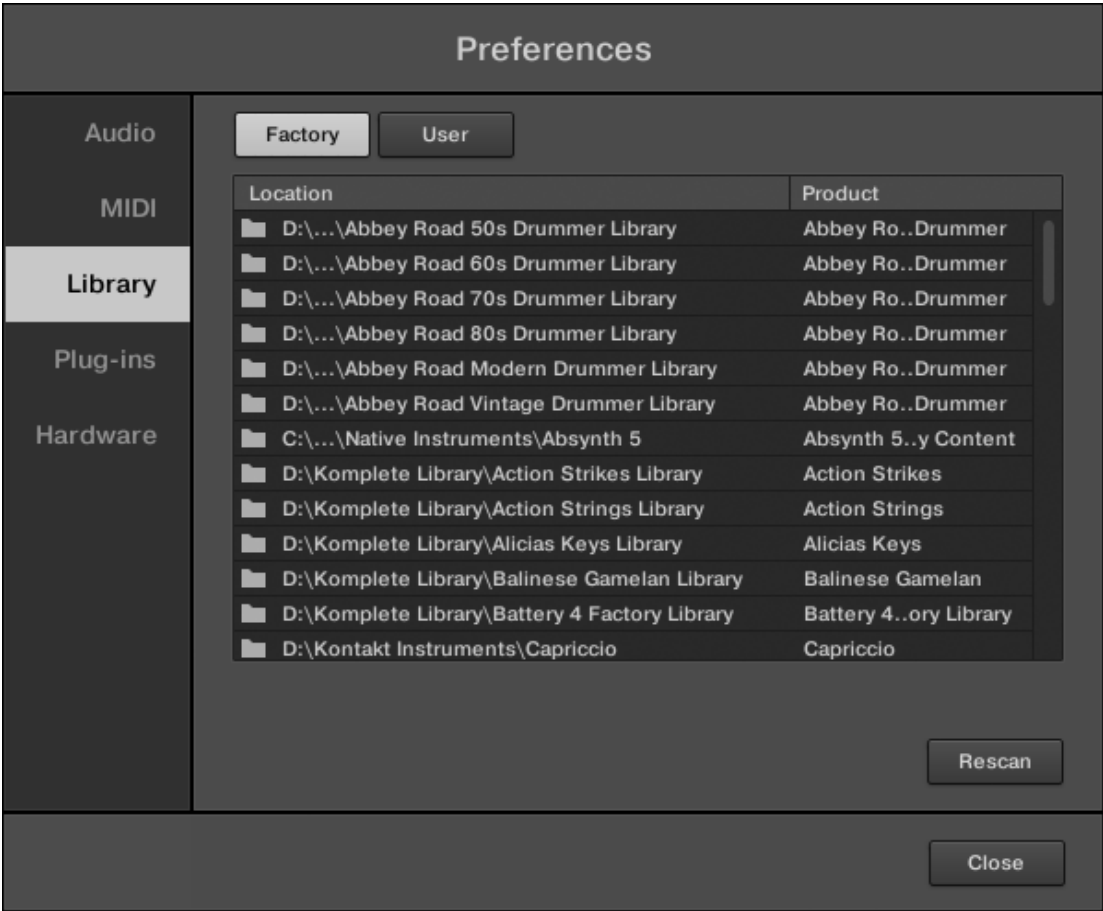 Preferences
Audio
MIDI
Library
Plug-ins
Hardware
Factory User
Location Product
D:\...\Abbey Road 50s Drummer Library Abbey Ro..Drummer
D:\...\Abbey Road 60s Drummer Library Abbey Ro..Drummer
D:\...\Abbey Road 70s Drummer Library Abbey Ro..Drummer
D:\...\Abbey Road 80s Drummer Library Abbey Ro..Drummer
D:\...\Abbey Road Modern Drummer Library Abbey Ro..Drummer
D:\...\Abbey Road Vintage Drummer Library Abbey Ro..Drummer
C:\...\Native Instruments\Absynth 5 Absynth 5..y Content
D:\Komplete Library\Action Strikes Library Action Strikes
D:\Komplete Library\Action Strings Library Action Strings
D:\Komplete Library\Alicias Keys Library Alicias Keys
D:\Komplete Library\Balinese Gamelan Library Balinese Gamelan
D:\Komplete Library\Battery 4 Factory Library Battery 4..ory Library
D:\Kontakt Instruments\Capriccio Capriccio
Rescan
Close